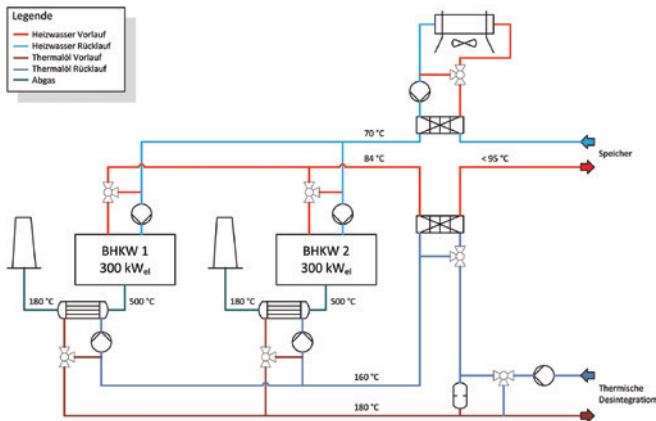 Legende
Heizwasser Vorlauf
Heizwasser Rücklauf
Thermalöl Vorlauf
Thermalöl Rücklauf
Abgas
70 °C
Speicher
84 °C
< 95 °C
BHKW 1
300 kWel
BHKW 2
300 kWel
180 °C
500 °C
180 °C
500 °C
160 °C
Thermische
Desintegration
180 °C